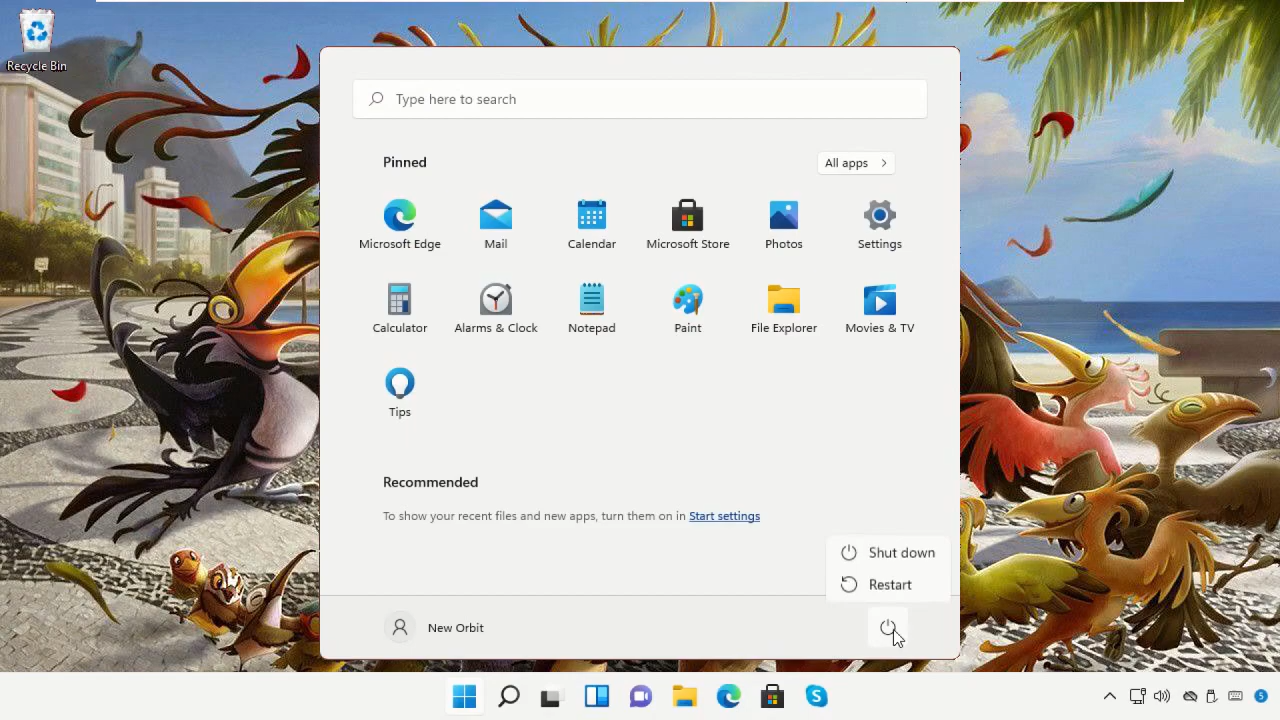 Recycle Bin
Type here to search
Pinned
All apps
Microsoft Edge
Mail
Calendar
Microsoft Store
Photos
Settings
Calculator
Alarms & Clock
Notepad
Paint
File Explorer
Movies & TV
Tips
Recommended
To show your recent files and new apps, turn them on in Start settings
Shut down
Restart
New Orbit
5